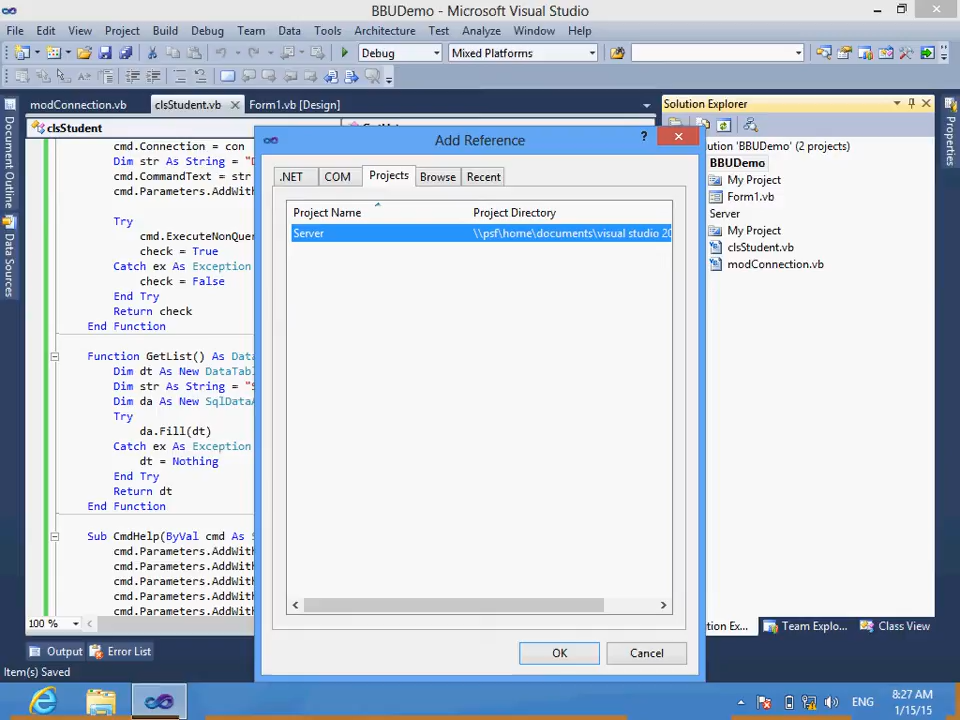 BBUDemo - Microsoft Visual Studio
File Edit View Project Build Debug Team Data Tools Architecture Test Analyze Window Help
Debug Mixed Platforms
modConnection.vb clsStudent.vb Form1.vb [Design]
Solution Explorer
clsStudent
Add Reference
.NET COM Projects Browse Recent
Project Name Project Directory
Server \\psf\home\documents\visual studio 20
OK Cancel
cmd.Connection = con
Dim str As String = "D
cmd.CommandText = str
cmd.Parameters.AddWith
Try
cmd.ExecuteNonQuer
check = True
Catch ex As Exception
check = False
End Try
Return check
End Function
Function GetList() As Data
Dim dt As New DataTabl
Dim str As String = "S
Dim da As New SqlDataA
Try
da.Fill(dt)
Catch ex As Exception
dt = Nothing
End Try
Return dt
End Function
Sub CmdHelp(ByVal cmd As S
cmd.Parameters.AddWith
cmd.Parameters.AddWith
cmd.Parameters.AddWith
cmd.Parameters.AddWith
cmd.Parameters.AddWith
100 %
ution 'BBUDemo' (2 projects)
BBUDemo
My Project
Form1.vb
Server
My Project
clsStudent.vb
modConnection.vb
Document Outline
Data Sources
Properties
tion Ex... Team Explo... Class View
Output Error List
Item(s) Saved
ENG
8:27 AM
1/15/15